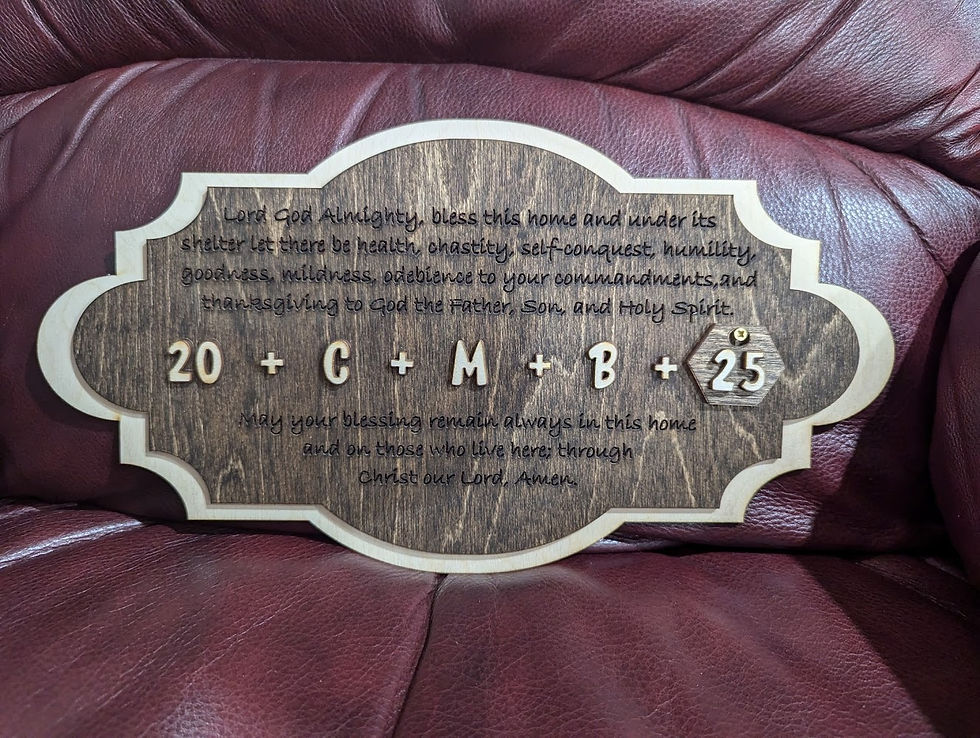 Lord God Almighty, bless this home and under its
shelter let there be health, chastity, self-conquest, humility,
goodness, mildness, odebience to your commandments,and
thanksgiving to God the Father, Son, and Holy Spirit.
20 + C + M + B + 25
May your blessing remain always in this home
and on those who live here; through
Christ our Lord, Amen.